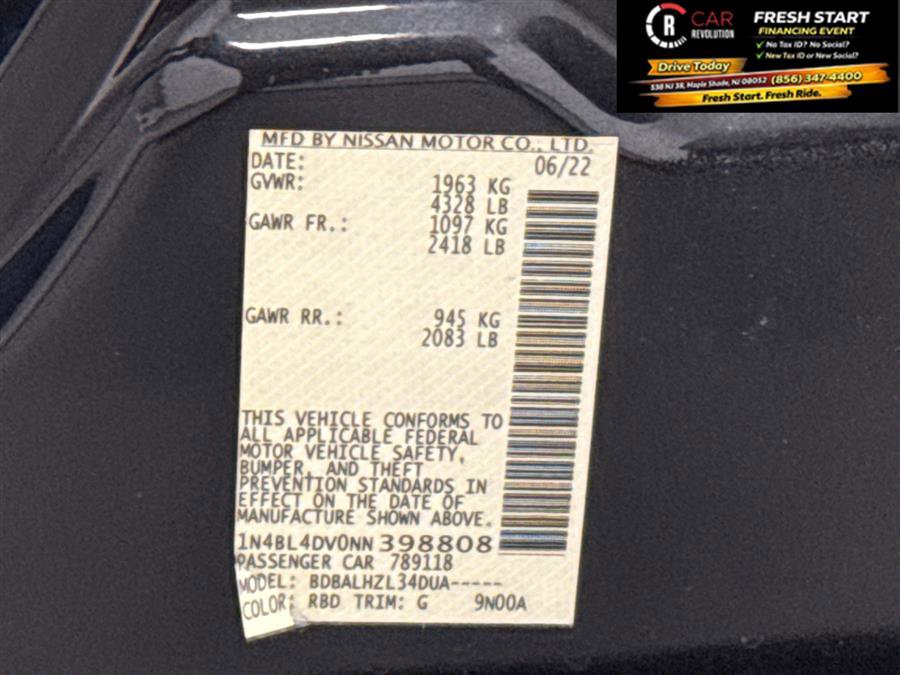 CAR
REVOLUTION
FRESH START
FINANCING EVENT
✓ No Tax ID? No Social?
✓ New Tax ID or New Social?
Drive Today
538 NJ 38, Maple Shade, NJ 08052 (856) 347-4400
Fresh Start. Fresh Ride.
MFD BY NISSAN MOTOR CO., LTD.
DATE: 06/22
GVWR: 1963 KG
4328 LB
GAWR FR.: 1097 KG
2418 LB
GAWR RR.: 945 KG
2083 LB
THIS VEHICLE CONFORMS TO
ALL APPLICABLE FEDERAL
MOTOR VEHICLE SAFETY,
BUMPER, AND THEFT
PREVENTION STANDARDS IN
EFFECT ON THE DATE OF
MANUFACTURE SHOWN ABOVE.
1N4BL4DV0NN398808
PASSENGER CAR 789118
MODEL: BDBALHZL34DUA-----
COLOR: RBD TRIM: G 9N00A